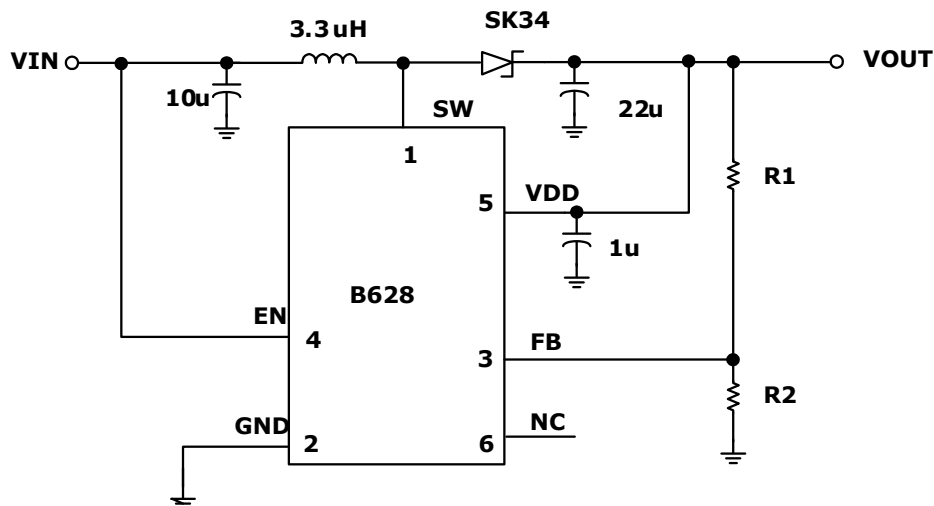 SK34
3.3uH
VIN
VOUT
10u
SW
22u
1
R1
5
VDD
1u
B628
EN
4
3
FB
R2
GND
2
6
NC